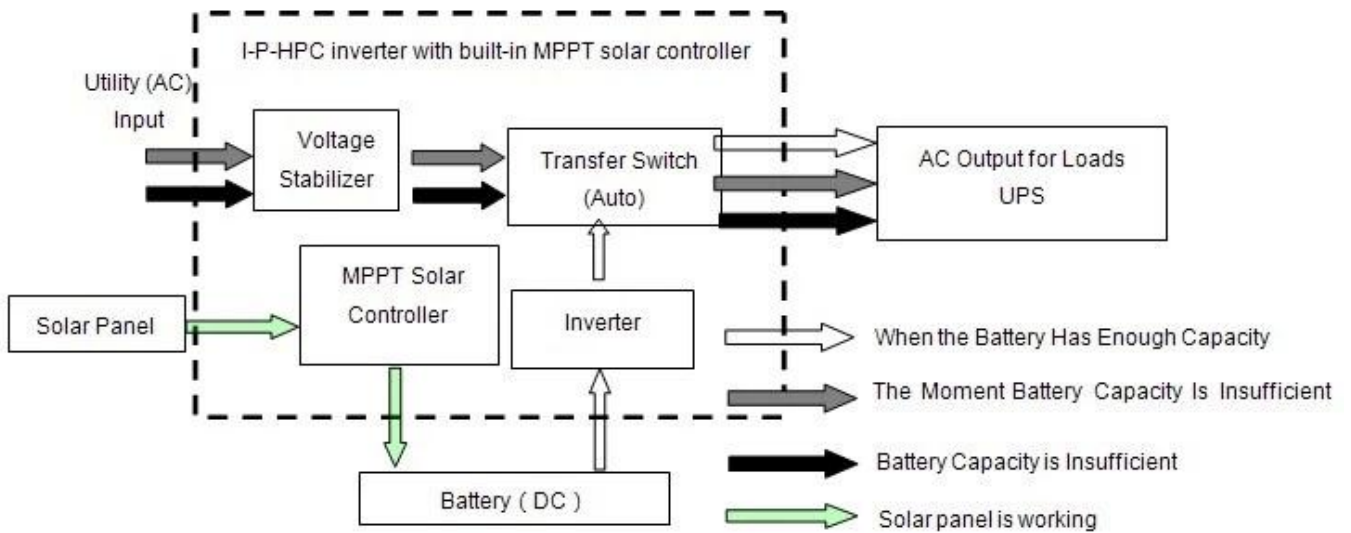 I-P-HPC inverter with built-in MPPT solar controller
Utility (AC)
Input
Voltage
Stabilizer
Transfer Switch
(Auto)
AC Output for Loads
UPS
MPPT Solar
Controller
Solar Panel
Inverter
When the Battery Has Enough Capacity
The Moment Battery Capacity Is Insufficient
Battery Capacity is Insufficient
Battery ( DC )
Solar panel is working